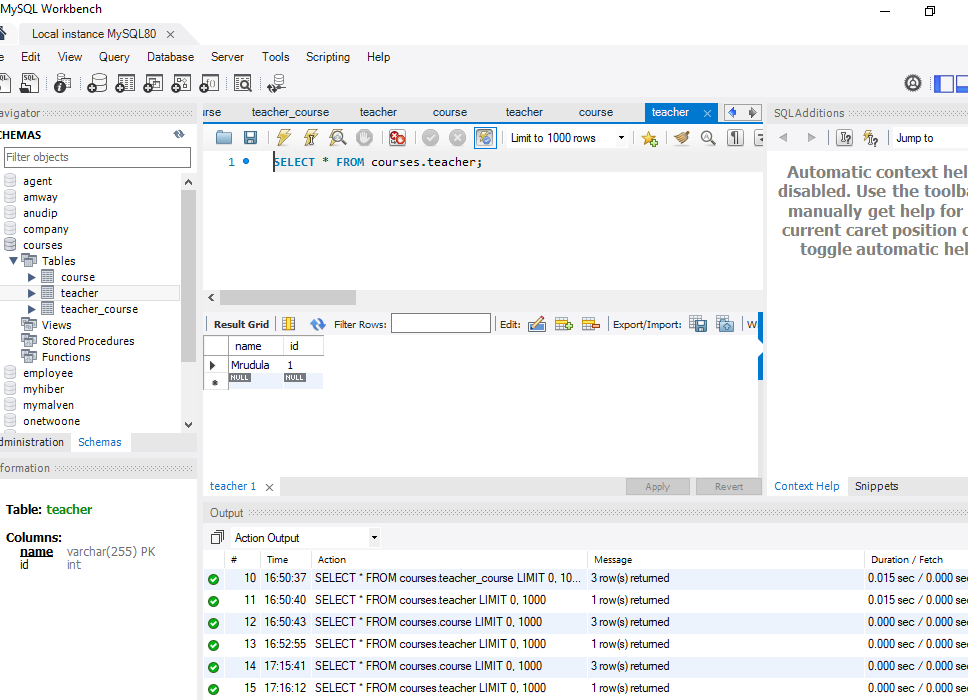 MySQL Workbench
Local instance MySQL80
Edit View Query Database Server Tools Scripting Help
avigator
CHEMAS
Filter objects
agent
amway
anudip
company
courses
Tables
course
teacher
teacher_course
Views
Stored Procedures
Functions
employee
myhiber
mymalven
onetwoone
dministration Schemas
formation
Table: teacher
Columns:
name varchar(255) PK
id int
urse teacher_course teacher course teacher course teacher
Limit to 1000 rows
1 SELECT * FROM courses.teacher;
Result Grid Filter Rows: Edit: Export/Import: W
name id
Mrudula 1
NULL NULL
teacher 1 Apply Revert
SQLAdditions
Jump to
Automatic context hel
disabled. Use the toolba
manually get help for
current caret position o
toggle automatic hel
Context Help Snippets
Output
Action Output
# Time Action Message Duration / Fetch
10 16:50:37 SELECT * FROM courses.teacher_course LIMIT 0, 10... 3 row(s) returned 0.015 sec / 0.000 se
11 16:50:40 SELECT * FROM courses.teacher LIMIT 0, 1000 1 row(s) returned 0.015 sec / 0.000 se
12 16:50:43 SELECT * FROM courses.course LIMIT 0, 1000 3 row(s) returned 0.000 sec / 0.000 se
13 16:52:55 SELECT * FROM courses.teacher LIMIT 0, 1000 1 row(s) returned 0.000 sec / 0.000 se
14 17:15:41 SELECT * FROM courses.course LIMIT 0, 1000 3 row(s) returned 0.000 sec / 0.000 se
15 17:16:12 SELECT * FROM courses.teacher LIMIT 0, 1000 1 row(s) returned 0.000 sec / 0.000 se